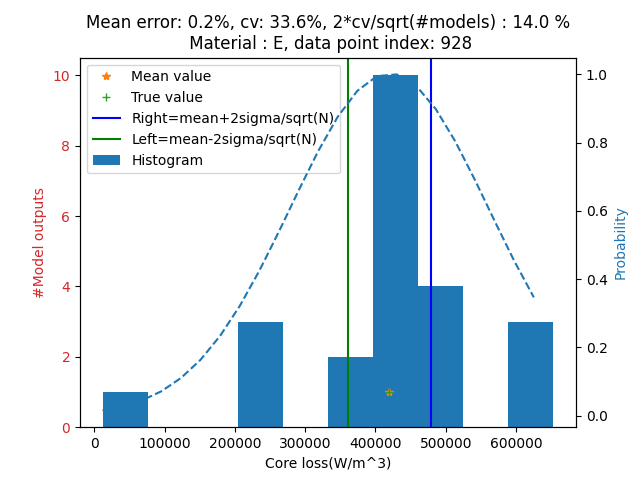 Mean error: 0.2%, cv: 33.6%, 2*cv/sqrt(#models) : 14.0 %
Material : E, data point index: 928
Mean value
True value
Right=mean+2sigma/sqrt(N)
Left=mean-2sigma/sqrt(N)
Histogram
#Model outputs
10
8
6
4
2
0
1.0
0.8
0.6
0.4
0.2
0.0
Probability
0 100000 200000 300000 400000 500000 600000
Core loss(W/m^3)